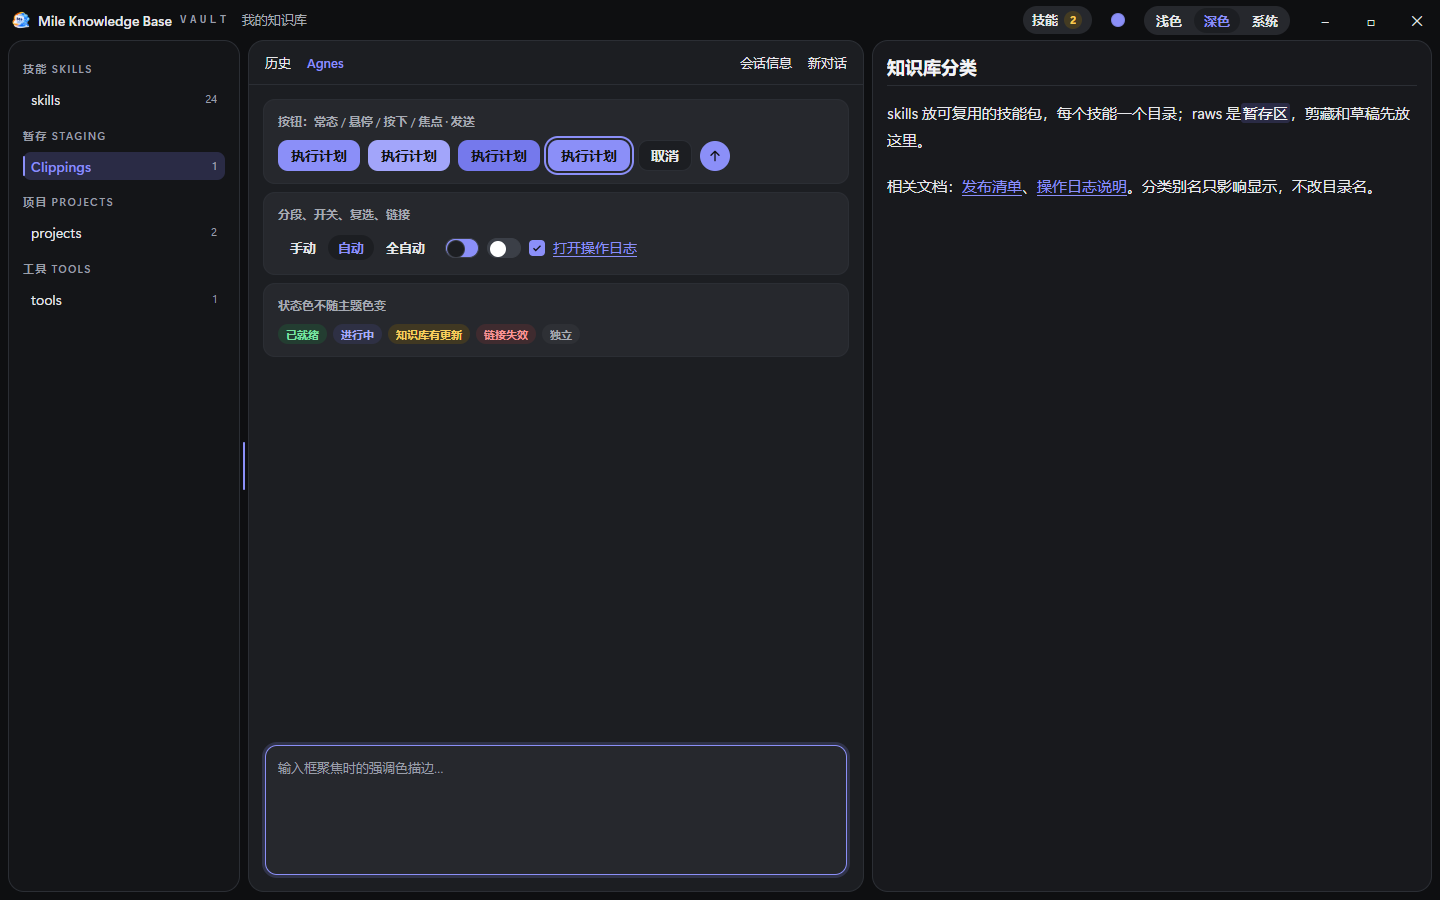 Mile Knowledge Base VAULT 我的知识库
技能 2
浅色 深色 系统
技能 SKILLS
skills 24
暂存 STAGING
Clippings 1
项目 PROJECTS
projects 2
工具 TOOLS
tools 1
历史 Agnes 会话信息 新对话
按钮：常态 / 悬停 / 按下 / 焦点 · 发送
执行计划 执行计划 执行计划 执行计划 取消
分段、开关、复选、链接
手动 自动 全自动 打开操作日志
状态色不随主题色变
已就绪 进行中 知识库有更新 链接失效 独立
输入框聚焦时的强调色描边...
知识库分类
skills 放可复用的技能包，每个技能一个目录；raws 是暂存区，剪藏和草稿先放
这里。
相关文档：发布清单、操作日志说明。分类别名只影响显示，不改目录名。